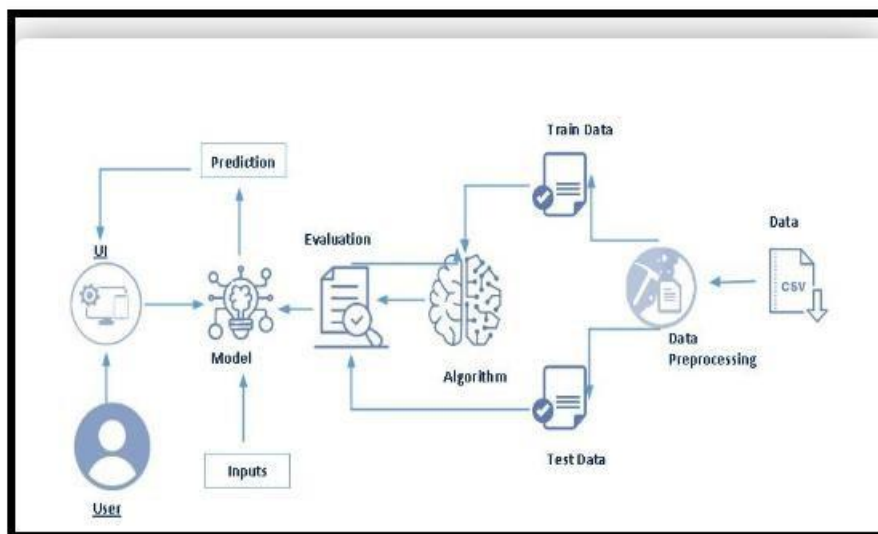 Train Data
Prediction
Data
Evaluation
UI
CSV
Model
Data
Preprocessing
Algorithm
Inputs
Test Data
User